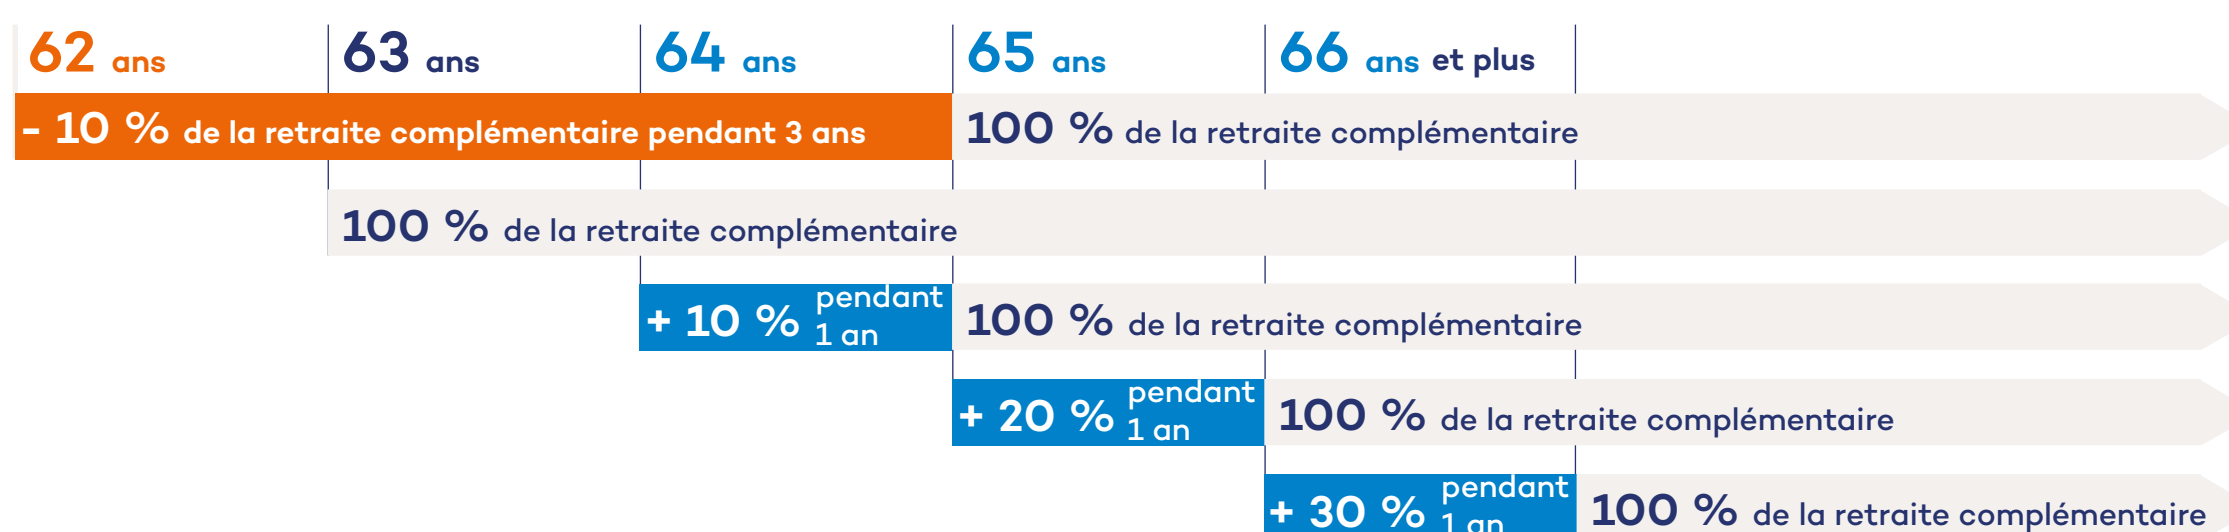 62 ans 63 ans 64 ans 65 ans 66 ans et plus
- 10 % de la retraite complémentaire pendant 3 ans 100 % de la retraite complémentaire
100 % de la retraite complémentaire
+ 10 % pendant 1 an 100 % de la retraite complémentaire
+ 20 % pendant 1 an 100 % de la retraite complémentaire
+ 30 % pendant 1 an 100 % de la retraite complémentaire